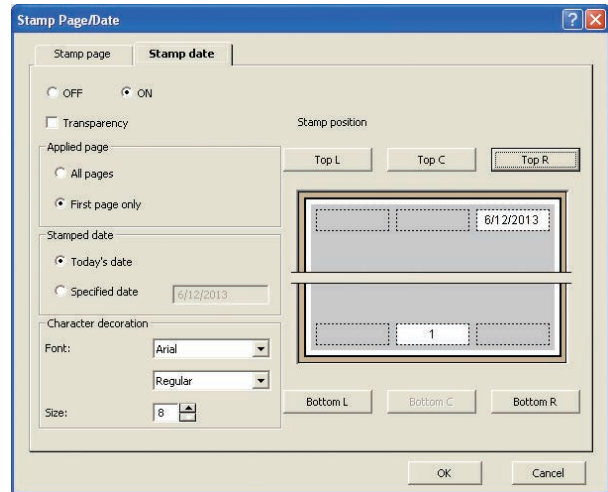 Stamp Page/Date
Stamp page
Stamp date
OFF
ON
Transparency
Applied page
All pages
First page only
Stamped date
Today's date
Specified date
6/12/2013
Character decoration
Font:
Arial
Regular
Size:
8
Stamp position
Top L
Top C
Top R
6/12/2013
1
Bottom L
Bottom C
Bottom R
OK
Cancel